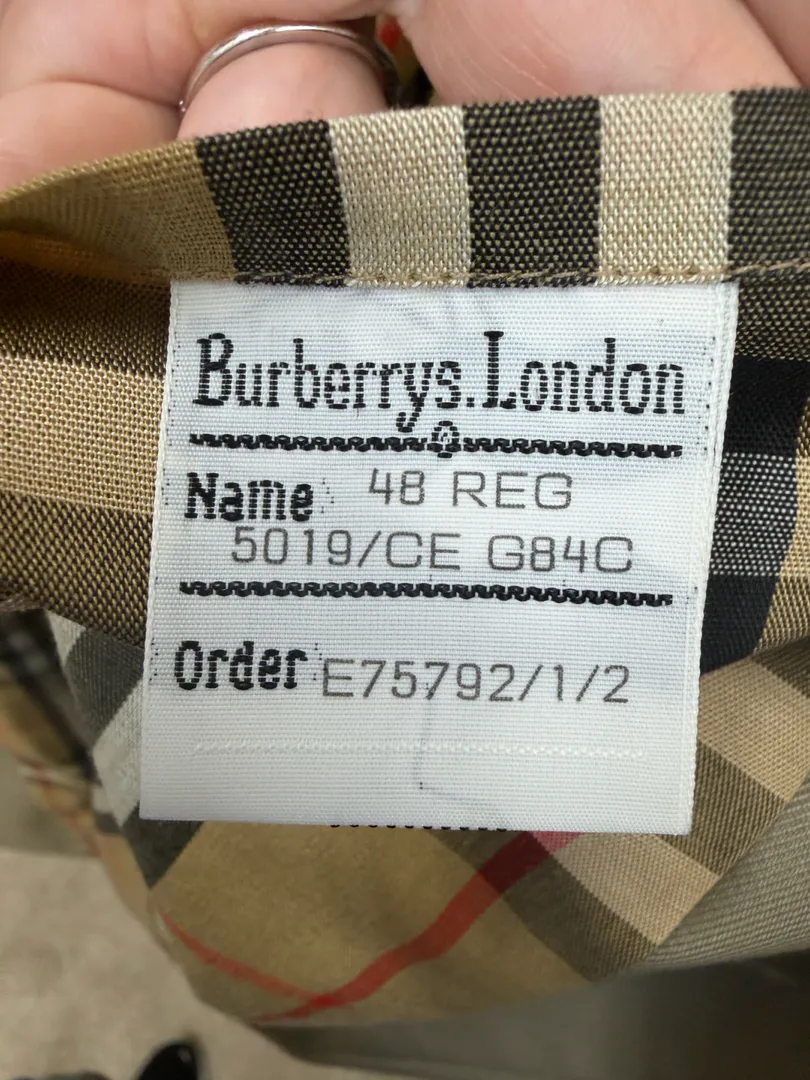 Burberrys.London
Name 48 REG
5019/CE G84C
Order E75792/1/2